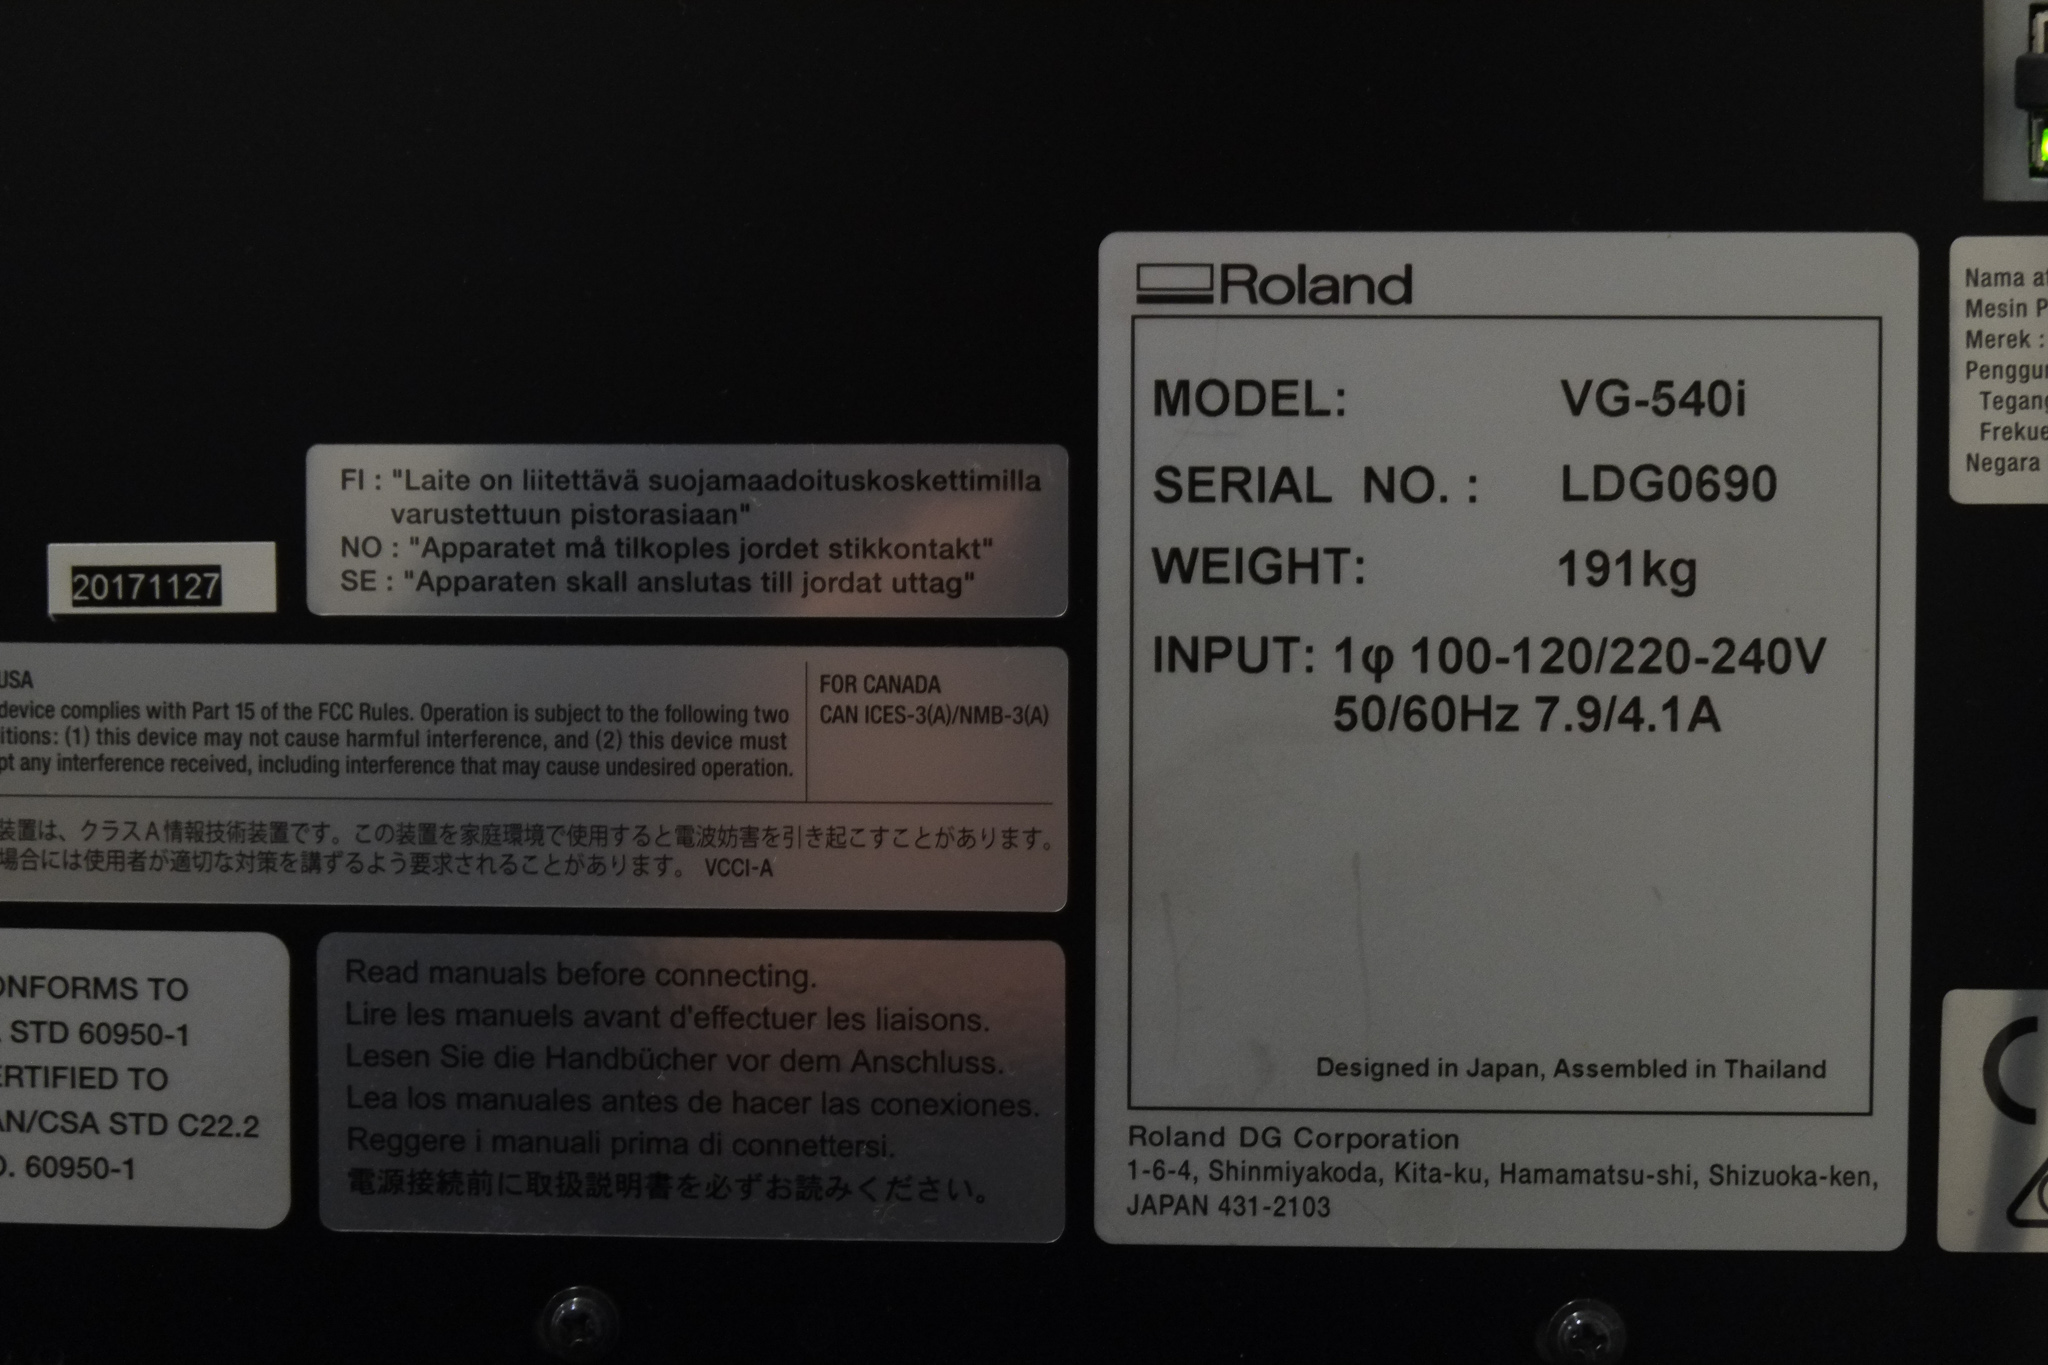 20171127
FI : "Laite on liitettävä suojamaadoituskoskettimilla
varustettuun pistorasiaan"
NO : "Apparatet må tilkoples jordet stikkontakt"
SE : "Apparaten skall anslutas till jordat uttag"
USA
device complies with Part 15 of the FCC Rules. Operation is subject to the following two
itions: (1) this device may not cause harmful interference, and (2) this device must
pt any interference received, including interference that may cause undesired operation.
FOR CANADA
CAN ICES-3(A)/NMB-3(A)
装置は、クラスA情報技術装置です。この装置を家庭環境で使用すると電波妨害を引き起こすことがあります。
場合には使用者が適切な対策を講ずるよう要求されることがあります。 VCCI-A
ONFORMS TO
. STD 60950-1
ERTIFIED TO
AN/CSA STD C22.2
O. 60950-1
Read manuals before connecting.
Lire les manuels avant d'effectuer les liaisons.
Lesen Sie die Handbücher vor dem Anschluss.
Lea los manuales antes de hacer las conexiones.
Reggere i manuali prima di connettersi.
電源接続前に取扱説明書を必ずお読みください。
Roland
MODEL: VG-540i
SERIAL NO. : LDG0690
WEIGHT: 191kg
INPUT: 1φ 100-120/220-240V
50/60Hz 7.9/4.1A
Designed in Japan, Assembled in Thailand
Roland DG Corporation
1-6-4, Shinmiyakoda, Kita-ku, Hamamatsu-shi, Shizuoka-ken,
JAPAN 431-2103
Nama at
Mesin P
Merek :
Penggun
Tegang
Frekue
Negara